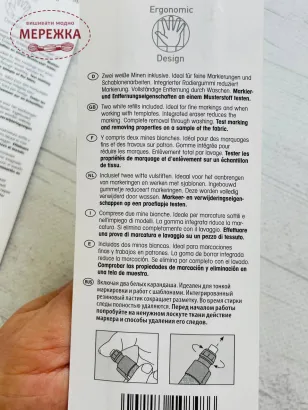 вишивати модно
МЕРЕЖКА
Ergonomic
Design
D Zwei weiße Minen inklusive. Ideal für feine Markierungen und
Schablonenarbeiten. Integrierter Radiergummi reduziert
Markierung. Vollständige Entfernung durch Waschen. Markier-
und Entfernungseigenschaften an einem Musterstoff testen.
GB Two white refills included. Ideal for fine markings and when
working with templates. Integrated eraser reduces the
marking. Complete removal through washing. Test marking
and removing properties on a sample of the fabric.
F Y compris deux mines blanches. Idéal pour des marquages
fins et des travaux sur patron. Gomme intégrée pour
réduire les marques. Enlèvement total par lavage. Tester les
propriétés de marquage et d'enlèvement sur un échantillon
de tissu.
NL Inclusief twee witte vulstiften. Ideaal voor het aanbrengen
van markeringen en werken met sjablonen. Ingebouwd
gummetje reduceert markeringen. Deze worden volledig
verwijderd door wassen. Markeer- en verwijderingseigen-
schappen op een proeflapje testen.
I Comprese due mine bianche. Ideale per marcatura sottili e
nell'impiego di modelli. La gomma integrata riduce la mar-
catura. Si elimina completamente con il lavaggio. Effettuare
una prova di marcatura e lavaggio su un pezzo di tessuto.
E Incluidos dos minas blancas. Ideal para marcaciones
finas y trabajos con patrones. La goma de borrar integrada
reduce la marcación. Se elimina por completo con el lavado.
Comprobar las propiedades de marcación y eliminación en
una tela de muestra.
RUS Включая два белых карандаша. Идеален для тонкой
маркировки и работ с шаблонами. Интегрированный
резиновый ластик сокращает разметку. Во время стирки
следы полностью удаляются. Перед началом работы
попробуйте на ненужном лоскуте ткани действие
маркера и способы удаления его следов.